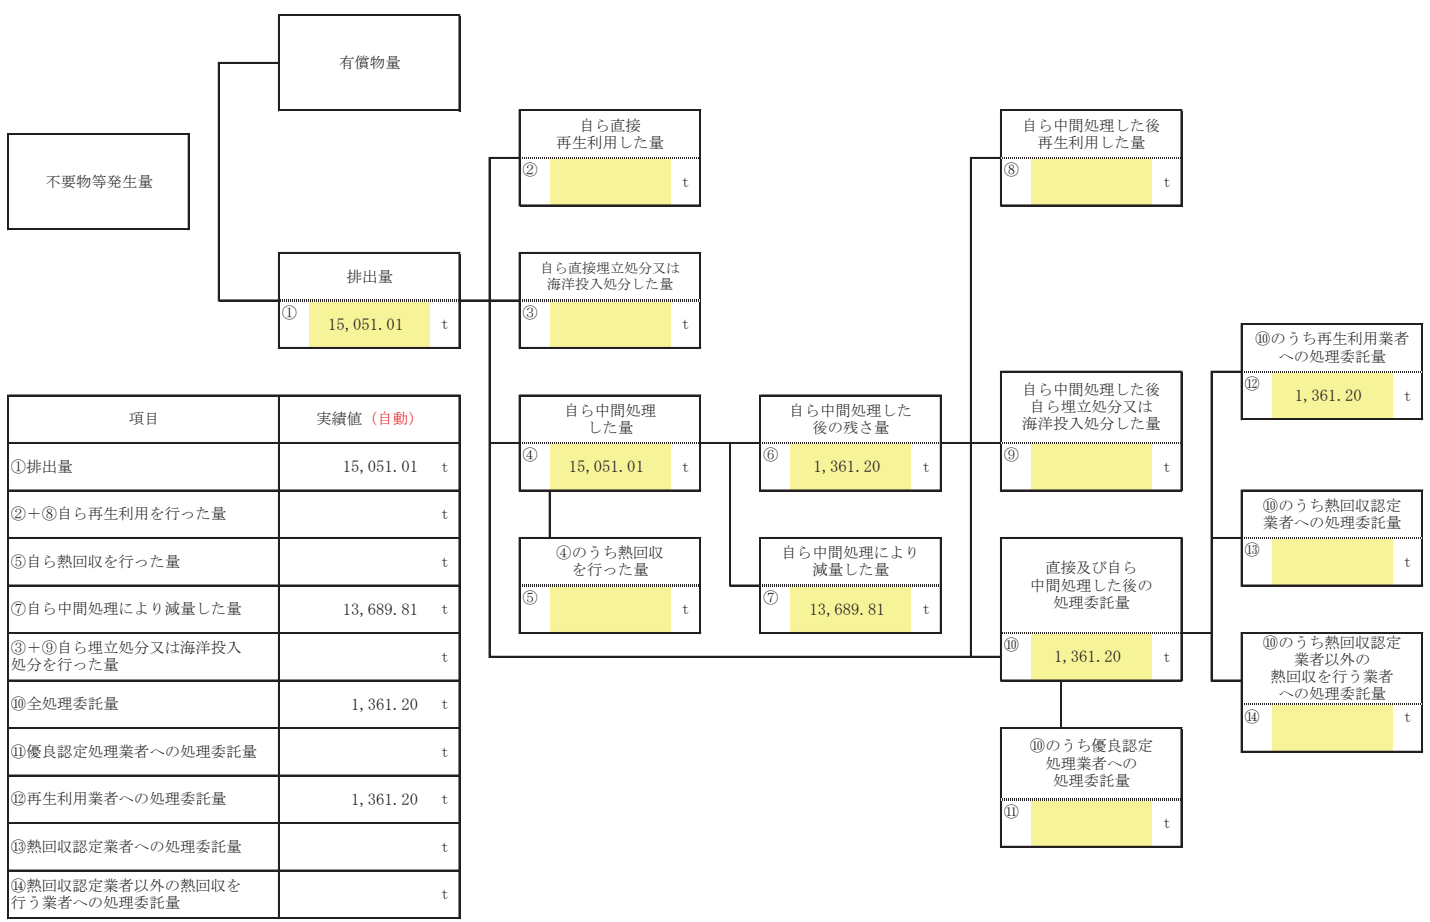 有償物量
不要物等発生量
排出量
① 15,051.01 t
自ら直接
再生利用した量
② t
自ら直接埋立処分又は
海洋投入処分した量
③ t
自ら中間処理
した量
④ 15,051.01 t
④のうち熱回収
を行った量
⑤ t
自ら中間処理した
後の残さ量
⑥ 1,361.20 t
自ら中間処理により
減量した量
⑦ 13,689.81 t
自ら中間処理した後
再生利用した量
⑧ t
自ら中間処理した後
自ら埋立処分又は
海洋投入処分した量
⑨ t
直接及び自ら
中間処理した後の
処理委託量
⑩ 1,361.20 t
⑩のうち優良認定
処理業者への
処理委託量
⑪ t
⑩のうち再生利用業者
への処理委託量
⑫ 1,361.20 t
⑩のうち熱回収認定
業者への処理委託量
⑬ t
⑩のうち熱回収認定
業者以外の
熱回収を行う業者
への処理委託量
⑭ t
項目 実績値（自動）
①排出量 15,051.01 t
②＋⑧自ら再生利用を行った量 t
⑤自ら熱回収を行った量 t
⑦自ら中間処理により減量した量 13,689.81 t
③＋⑨自ら埋立処分又は海洋投入
処分を行った量 t
⑩全処理委託量 1,361.20 t
⑪優良認定処理業者への処理委託量 t
⑫再生利用業者への処理委託量 1,361.20 t
⑬熱回収認定業者への処理委託量 t
⑭熱回収認定業者以外の熱回収を
行う業者への処理委託量 t